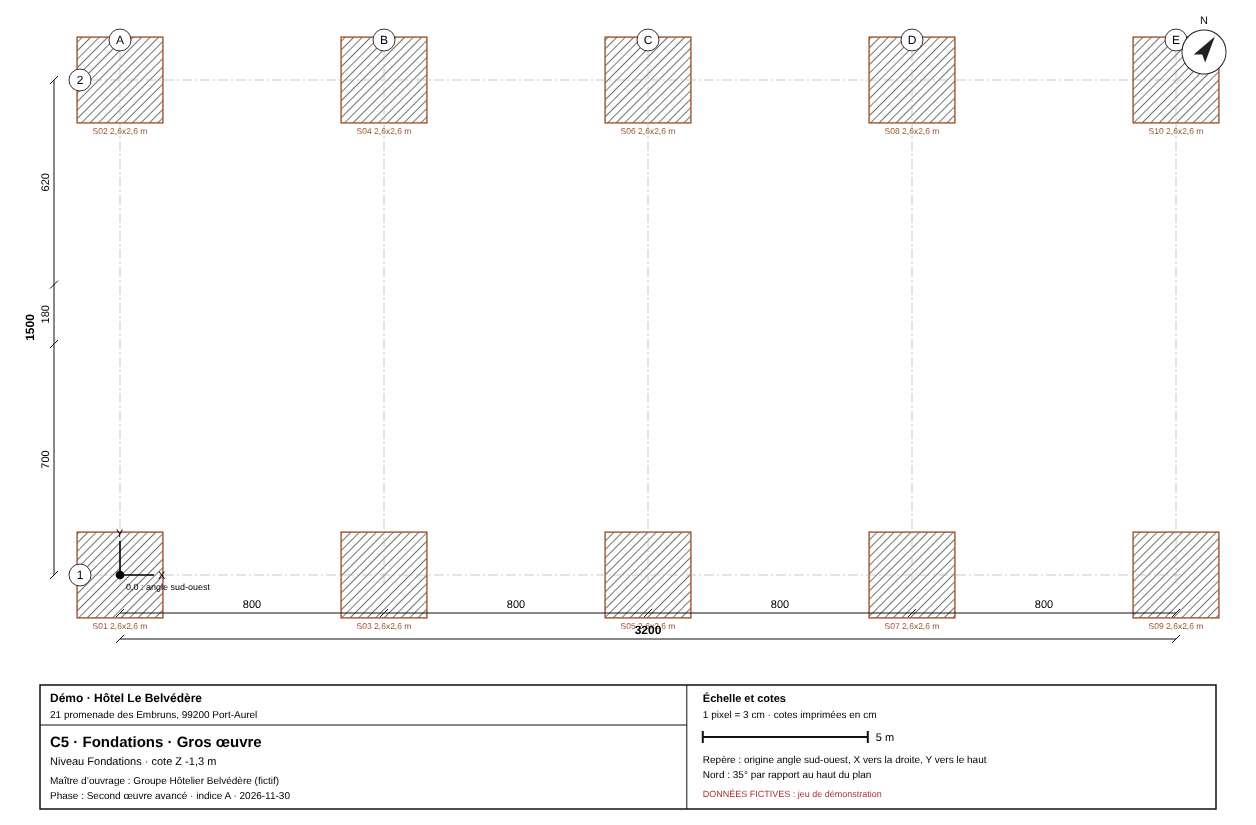 N
A
B
C
D
E
2
S02 2,6x2,6 m
S04 2,6x2,6 m
S06 2,6x2,6 m
S08 2,6x2,6 m
S10 2,6x2,6 m
620
180
1500
700
Y
1
X
0,0 : angle sud-ouest
800
800
800
800
S01 2,6x2,6 m
S03 2,6x2,6 m
S05 2,6x2,6 m
S07 2,6x2,6 m
S09 2,6x2,6 m
3200
Démo · Hôtel Le Belvédère
21 promenade des Embruns, 99200 Port-Aurel
C5 · Fondations · Gros œuvre
Niveau Fondations · cote Z -1,3 m
Maître d'ouvrage : Groupe Hôtelier Belvédère (fictif)
Phase : Second œuvre avancé · indice A · 2026-11-30
Échelle et cotes
1 pixel = 3 cm · cotes imprimées en cm
5 m
Repère : origine angle sud-ouest, X vers la droite, Y vers le haut
Nord : 35° par rapport au haut du plan
DONNÉES FICTIVES : jeu de démonstration